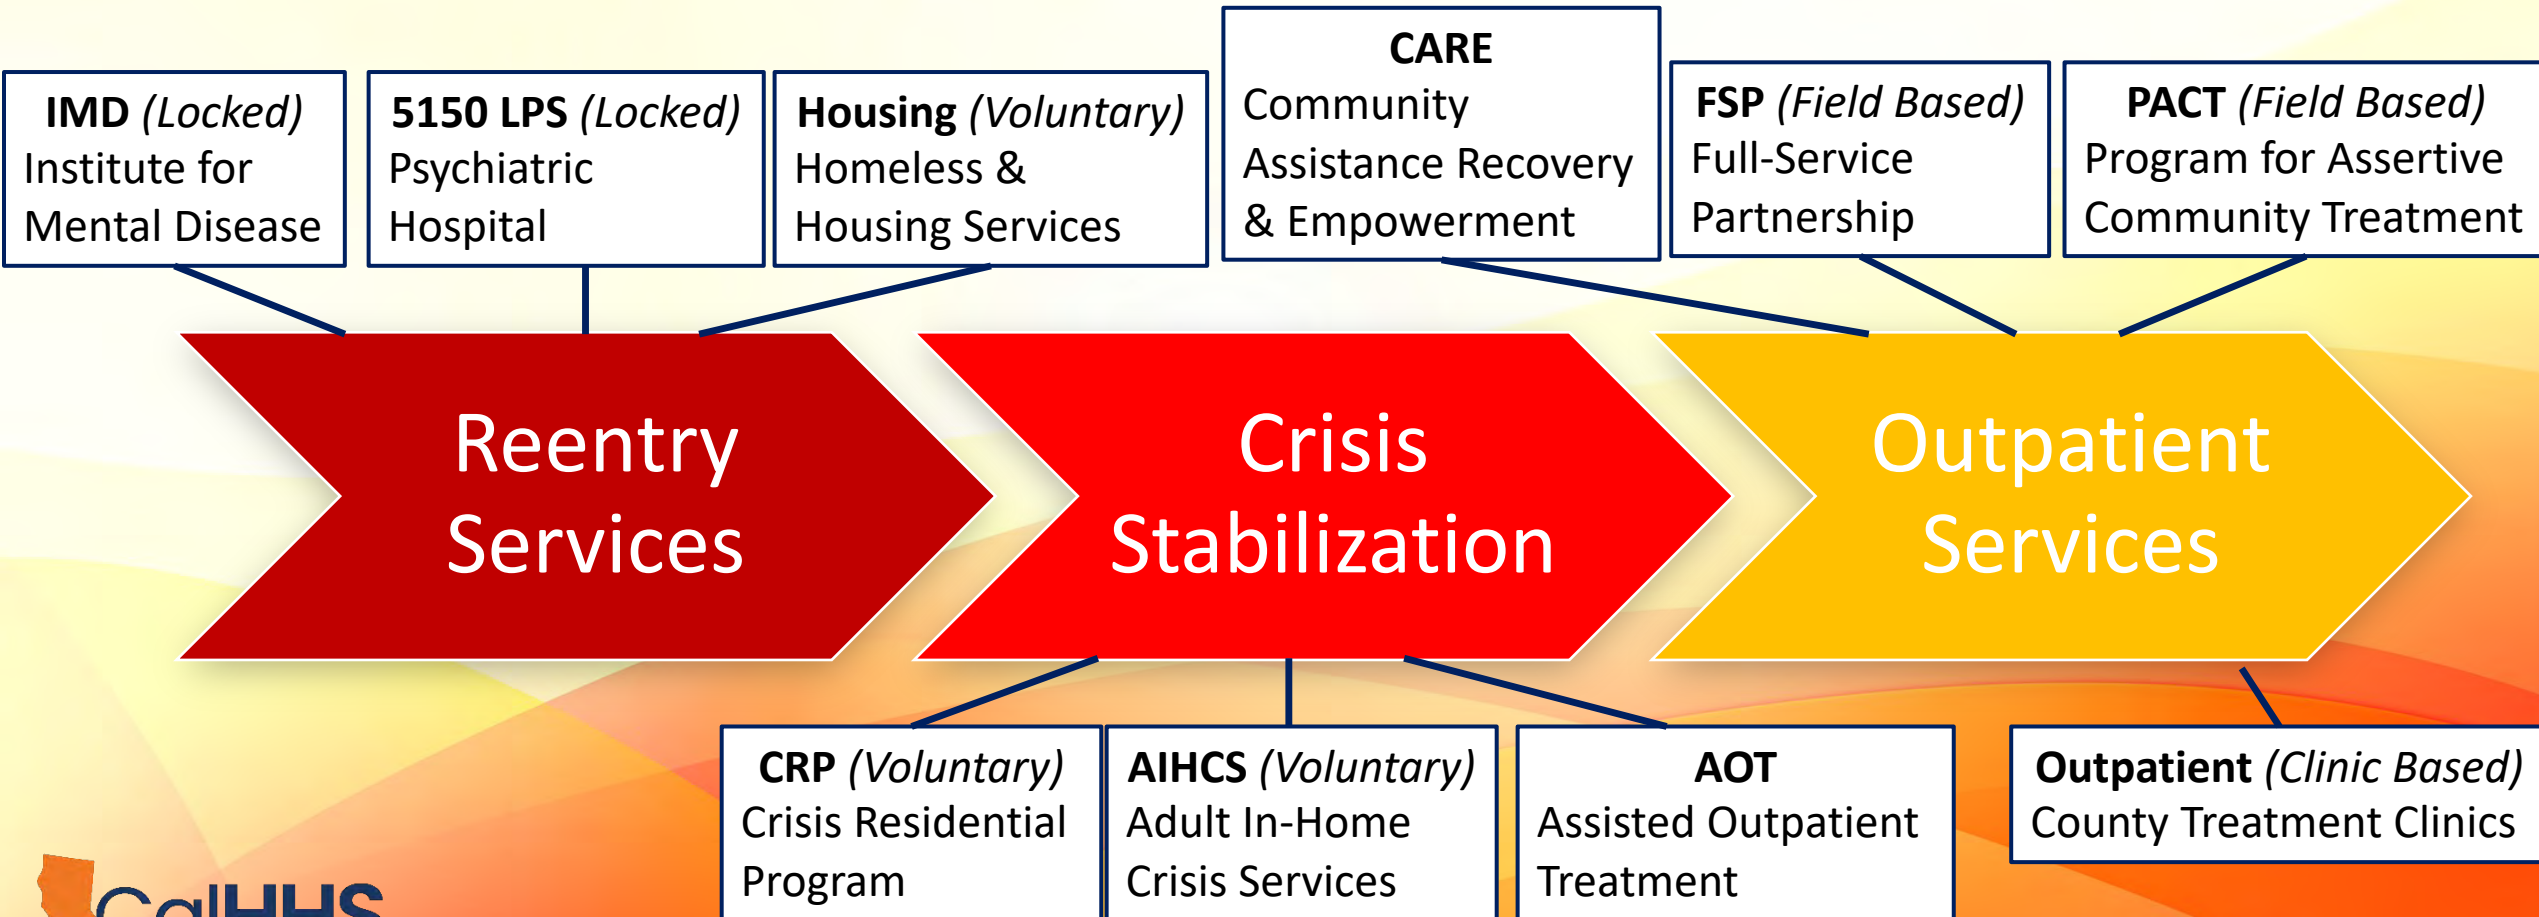 IMD (Locked)
Institute for
Mental Disease
5150 LPS (Locked)
Psychiatric
Hospital
Housing (Voluntary)
Homeless &
Housing Services
CARE
Community
Assistance Recovery
& Empowerment
FSP (Field Based)
Full-Service
Partnership
PACT (Field Based)
Program for Assertive
Community Treatment
Reentry
Services
Crisis
Stabilization
Outpatient
Services
CRP (Voluntary)
Crisis Residential
Program
AIHCS (Voluntary)
Adult In-Home
Crisis Services
AOT
Assisted Outpatient
Treatment
Outpatient (Clinic Based)
County Treatment Clinics
CalHHS